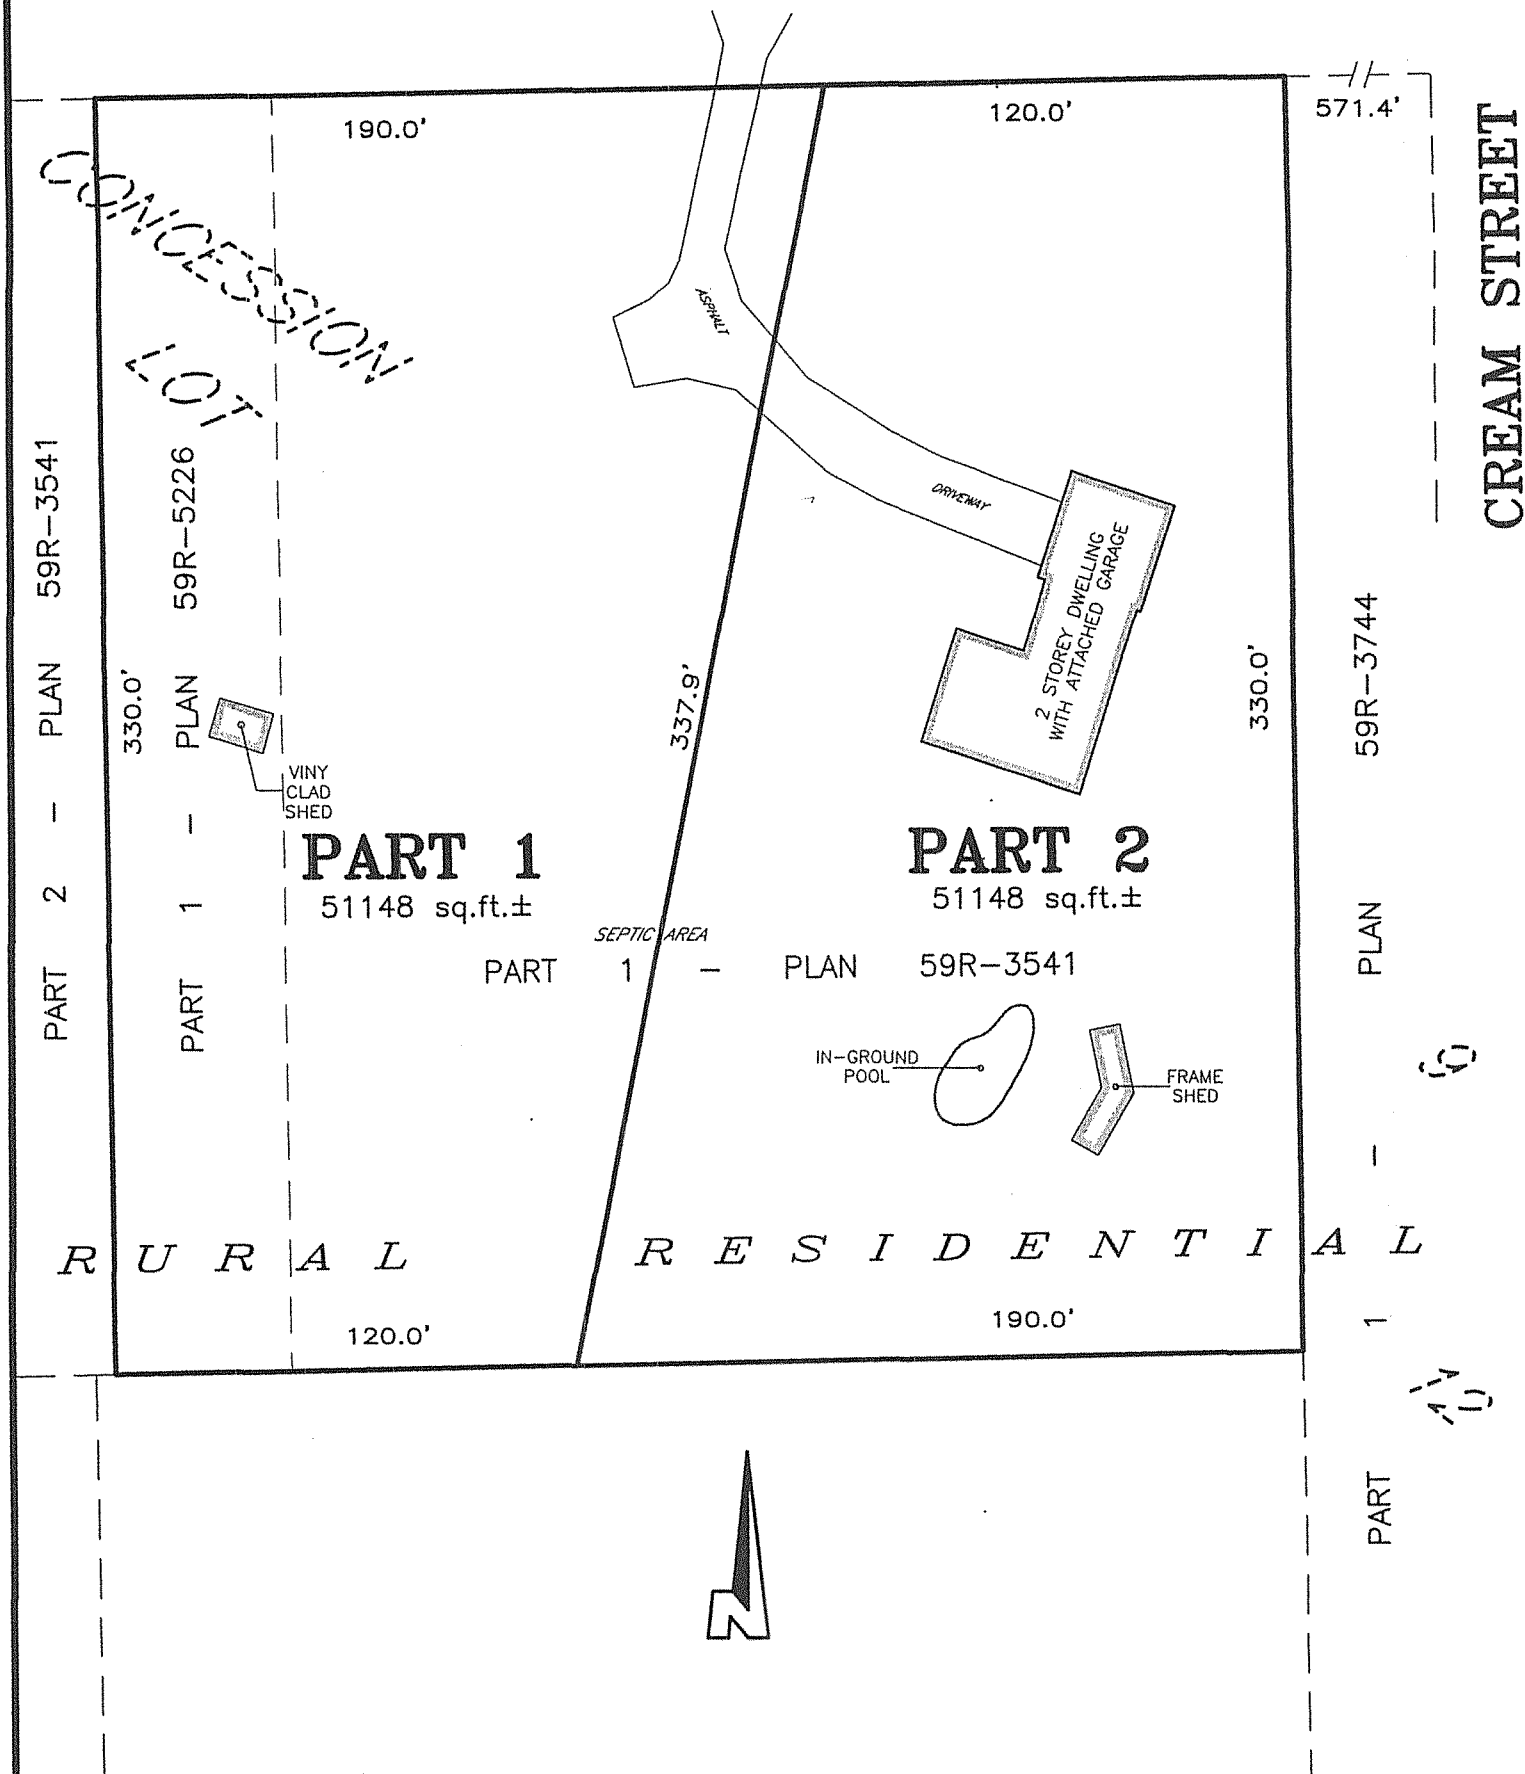 571.4'
190.0'
120.0'
CREAM STREET
CONCESSION
LOT
ASPHALT
DRIVEWAY
2 STOREY DWELLING
WITH ATTACHED GARAGE
PART 2 - PLAN 59R-3541
PART 1 - PLAN 59R-5226
330.0'
337.9'
330.0'
PART 1 - PLAN 59R-3744
VINY
CLAD
SHED
PART 1
51148 sq.ft.±
PART 2
51148 sq.ft.±
SEPTIC AREA
PART 1 - PLAN 59R-3541
IN-GROUND
POOL
FRAME
SHED
RURAL RESIDENTIAL
120.0'
190.0'
N